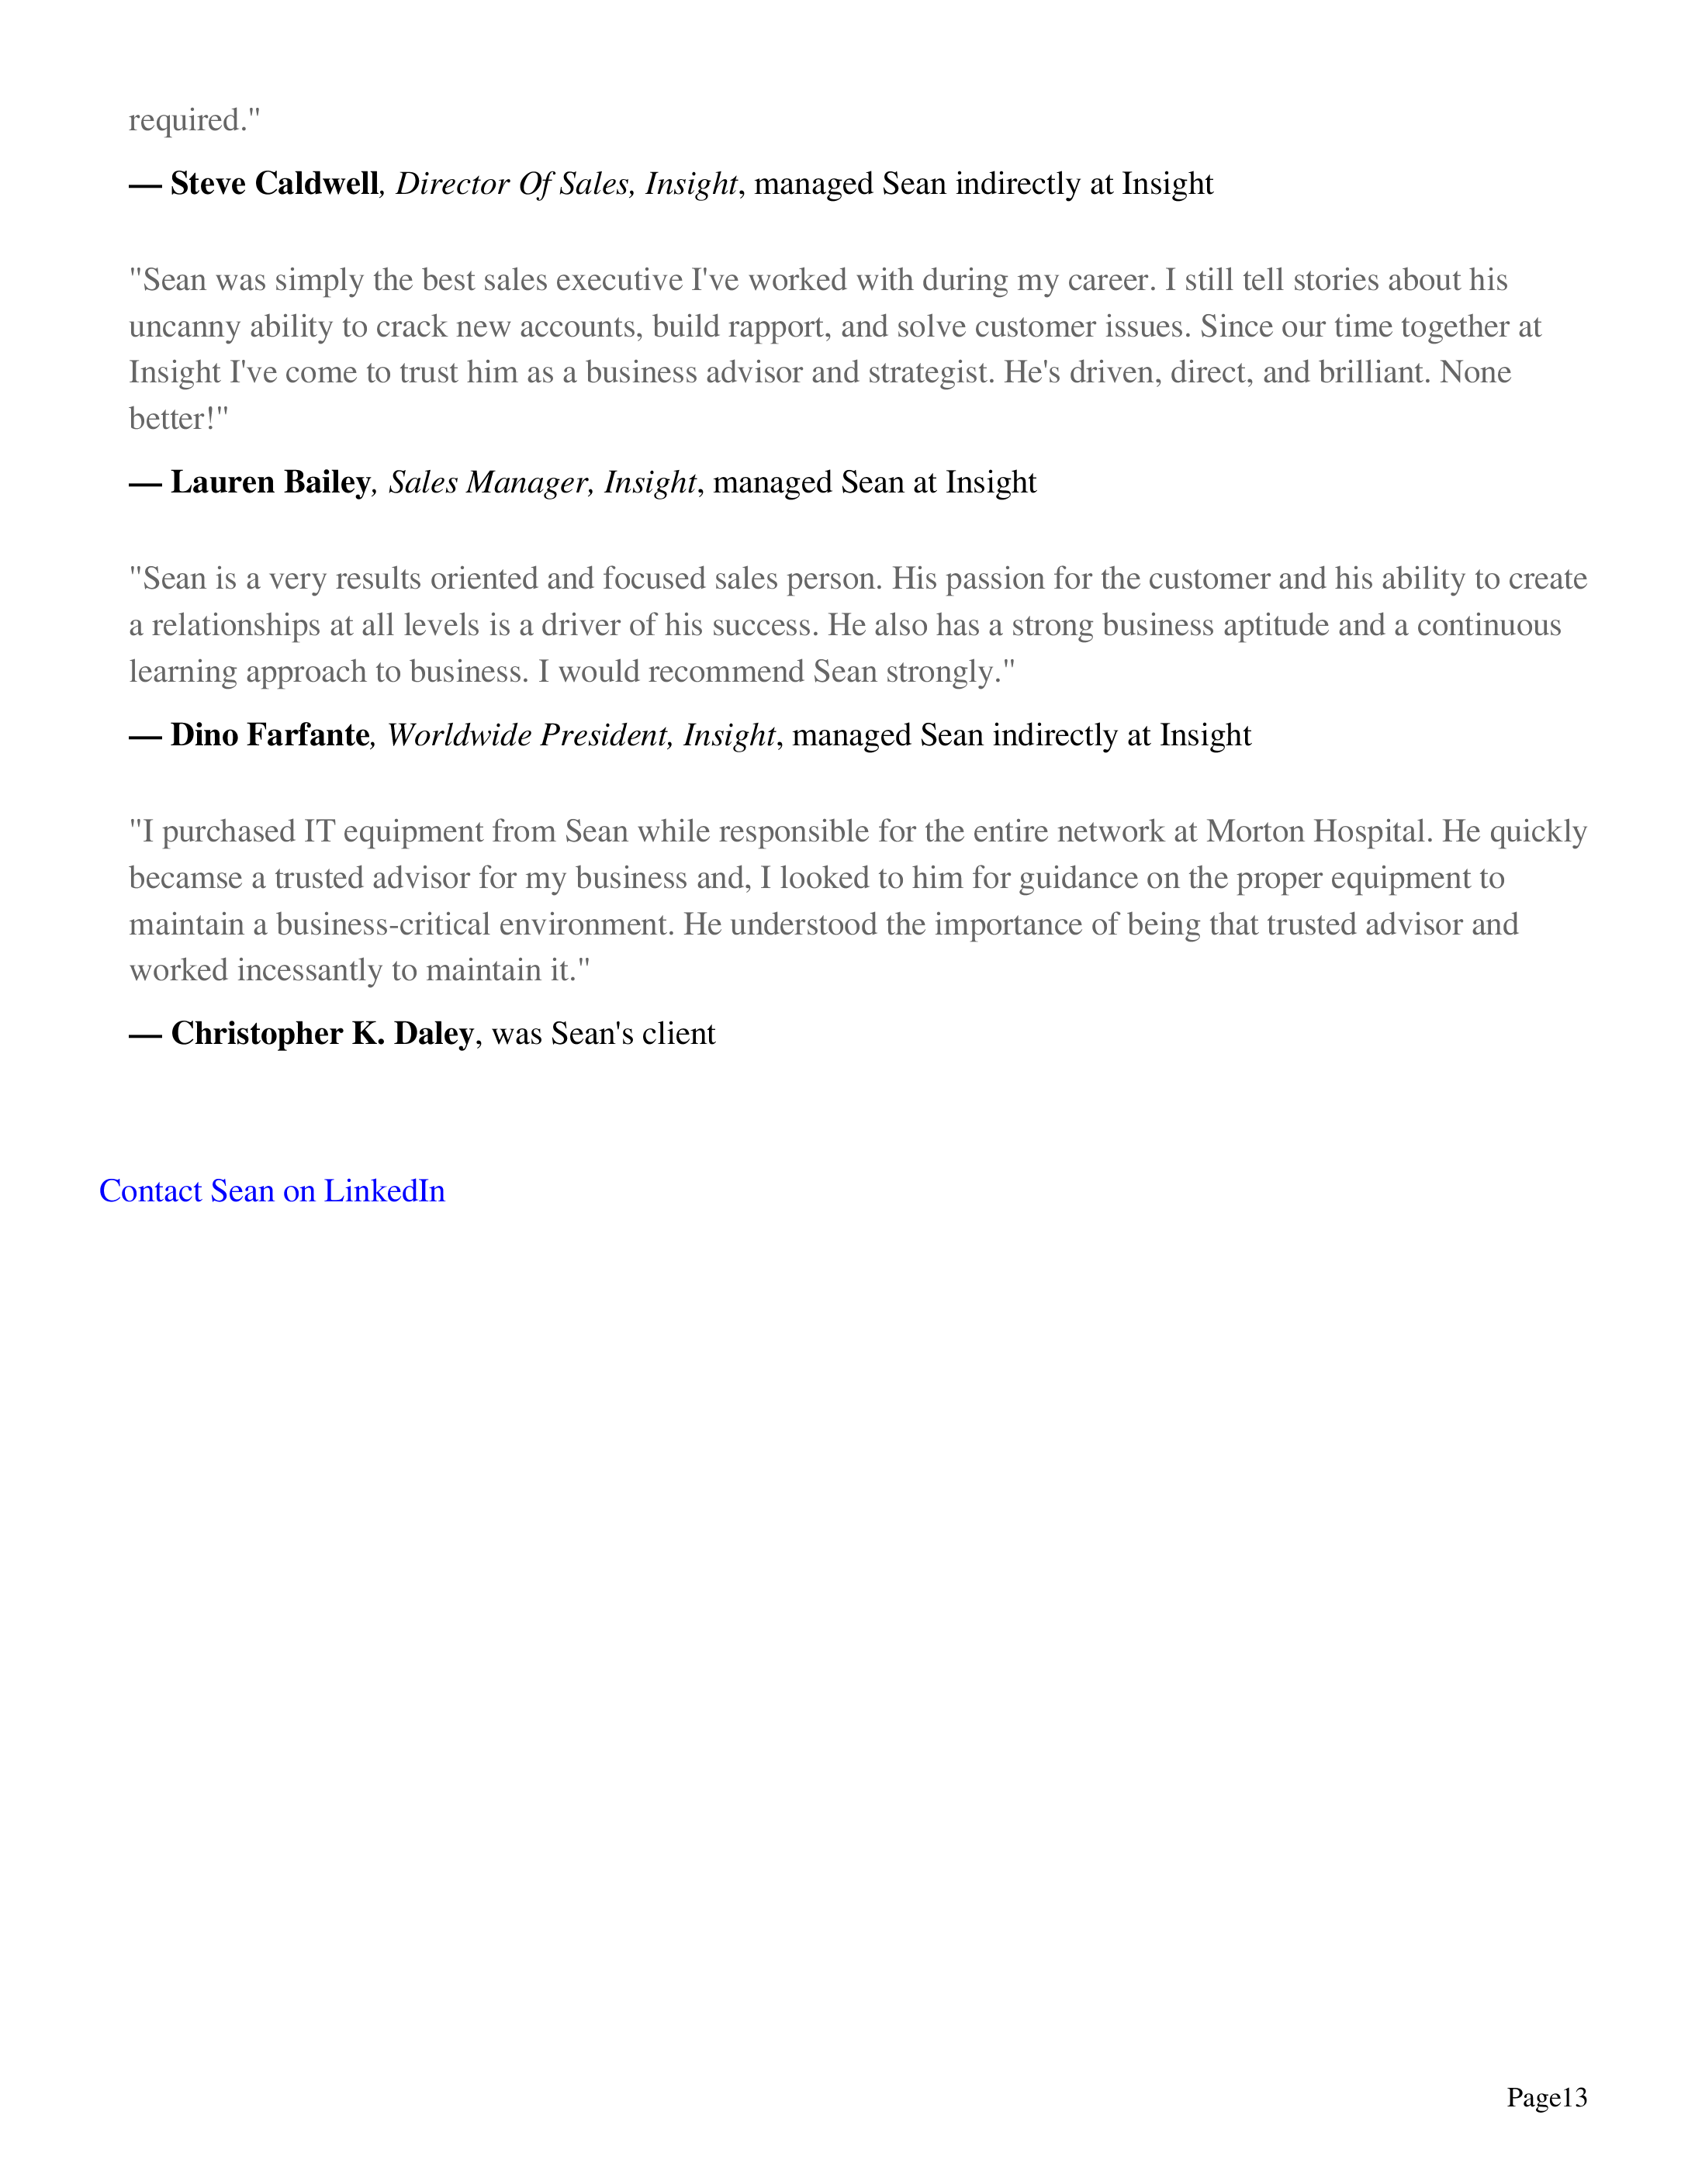 required."
— Steve Caldwell, Director Of Sales, Insight, managed Sean indirectly at Insight
"Sean was simply the best sales executive I've worked with during my career. I still tell stories about his
uncanny ability to crack new accounts, build rapport, and solve customer issues. Since our time together at
Insight I've come to trust him as a business advisor and strategist. He's driven, direct, and brilliant. None
better!"
— Lauren Bailey, Sales Manager, Insight, managed Sean at Insight
"Sean is a very results oriented and focused sales person. His passion for the customer and his ability to create
a relationships at all levels is a driver of his success. He also has a strong business aptitude and a continuous
learning approach to business. I would recommend Sean strongly."
— Dino Farfante, Worldwide President, Insight, managed Sean indirectly at Insight
"I purchased IT equipment from Sean while responsible for the entire network at Morton Hospital. He quickly
becamse a trusted advisor for my business and, I looked to him for guidance on the proper equipment to
maintain a business-critical environment. He understood the importance of being that trusted advisor and
worked incessantly to maintain it."
— Christopher K. Daley, was Sean's client
Contact Sean on LinkedIn
Page13